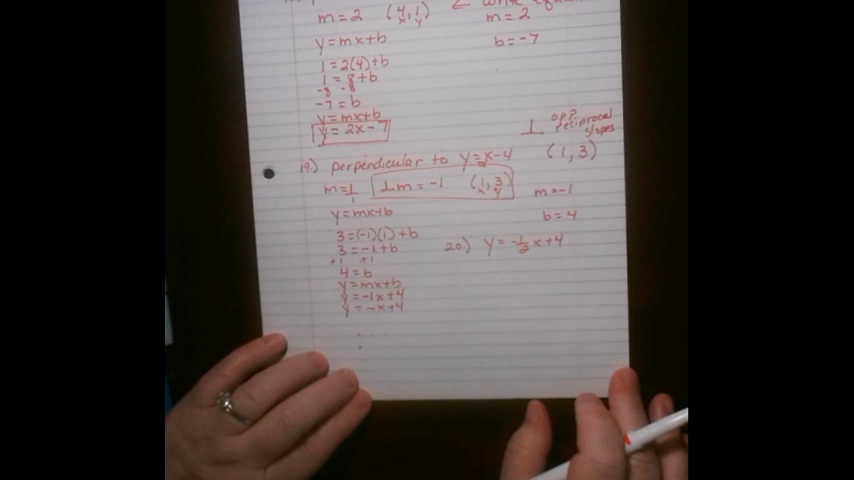 m = 2 (4, 1)
x y
y = mx + b
1 = 2(4) + b
1 = 8 + b
-8 -8
-7 = b
y = mx + b
y = 2x - 7
m = 2
b = -7
⊥ opp reciprocal slopes
19.) perpendicular to y = x - 4 (1, 3)
m = 1/1 ⊥ m = -1 (1, 3)
x y
y = mx + b
3 = (-1)(1) + b
3 = -1 + b
+1 +1
4 = b
y = mx + b
y = -1x + 4
y = -x + 4
m = -1
b = 4
20.) y = -1/2 x + 4